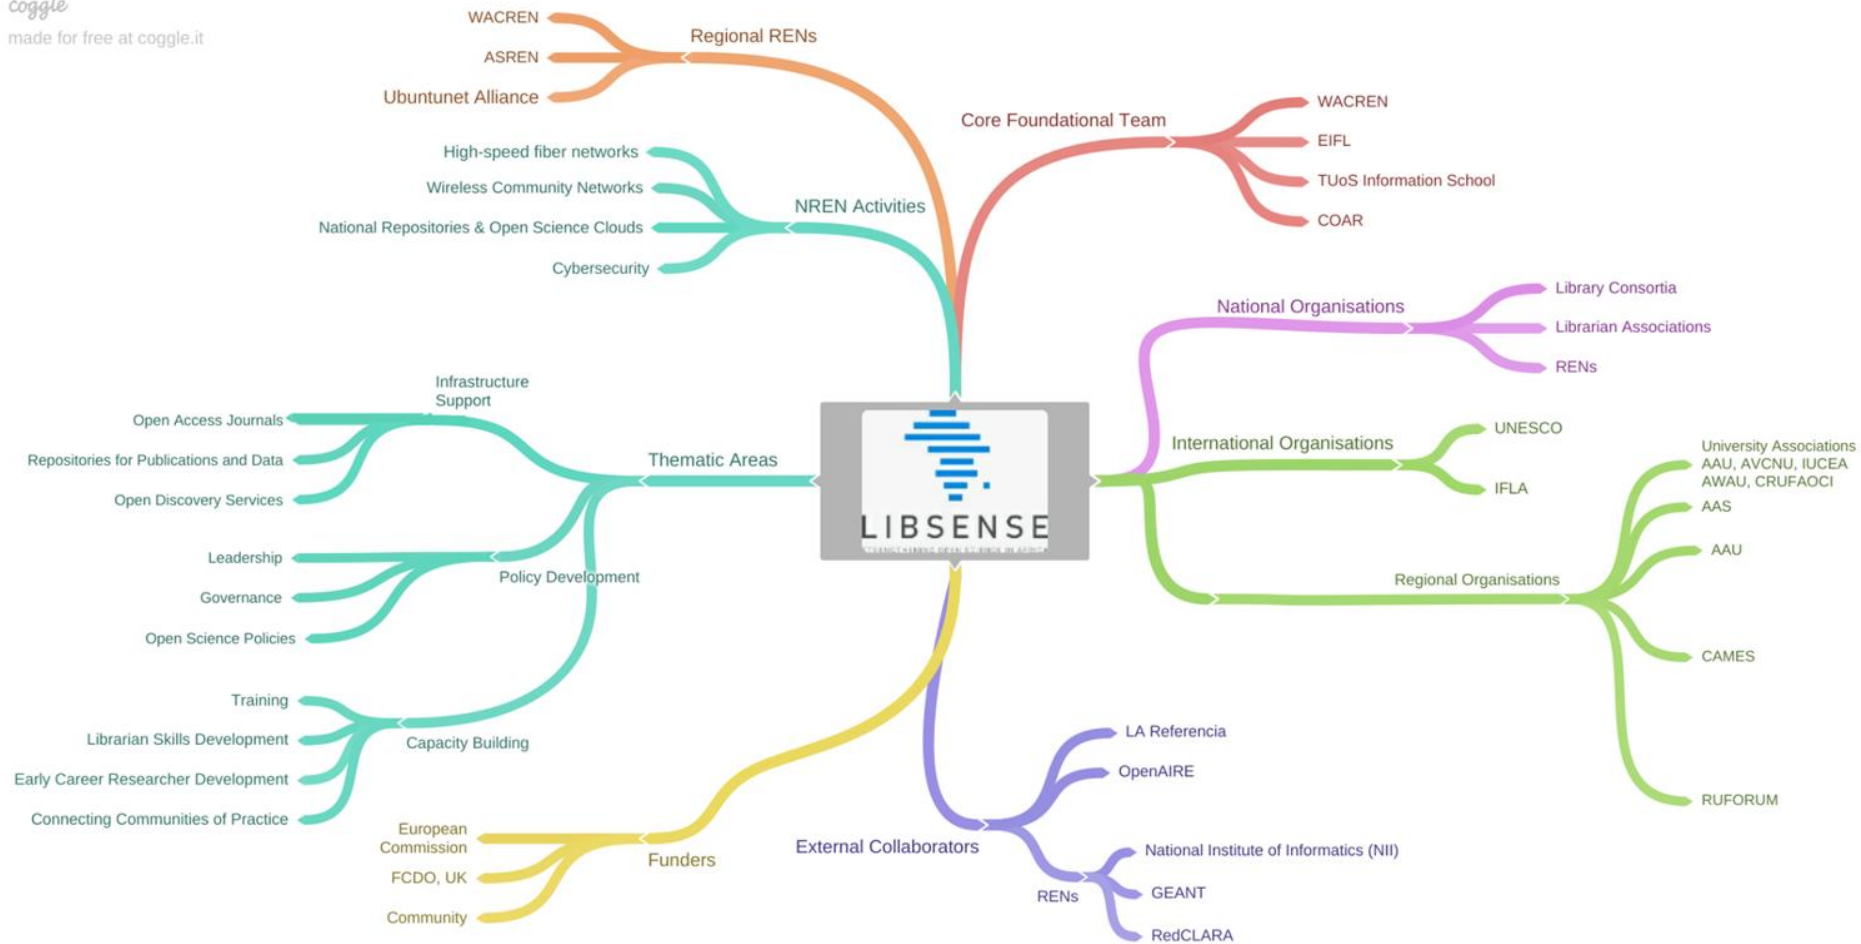 coggle
made for free at coggle.it
Regional RENs
WACREN
ASREN
Ubuntunet Alliance
NREN Activities
High-speed fiber networks
Wireless Community Networks
National Repositories & Open Science Clouds
Cybersecurity
Core Foundational Team
WACREN
EIFL
TUoS Information School
COAR
National Organisations
Library Consortia
Librarian Associations
RENs
International Organisations
UNESCO
IFLA
Regional Organisations
University Associations
AAU, AVCNU, IUCEA
AWAU, CRUFAOCI
AAS
AAU
CAMES
RUFORUM
LIBSENSE
STRENGTHENING OPEN SCIENCE IN AFRICA
Thematic Areas
Infrastructure
Support
Open Access Journals
Repositories for Publications and Data
Open Discovery Services
Policy Development
Leadership
Governance
Open Science Policies
Capacity Building
Training
Librarian Skills Development
Early Career Researcher Development
Connecting Communities of Practice
Funders
European
Commission
FCDO, UK
Community
External Collaborators
LA Referencia
OpenAIRE
RENs
National Institute of Informatics (NII)
GEANT
RedCLARA